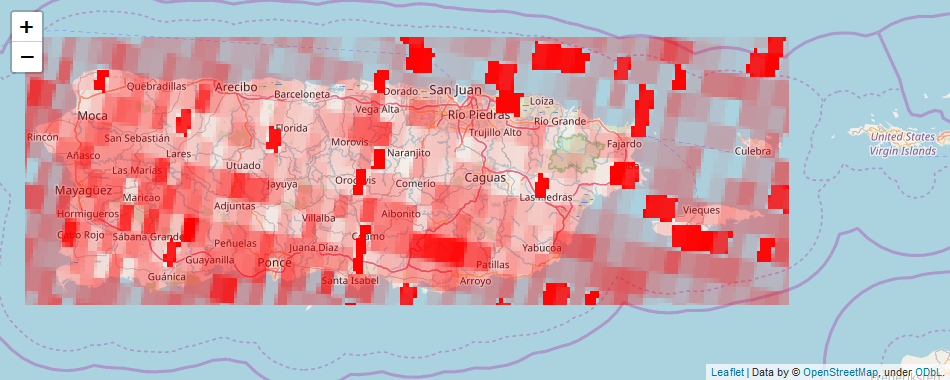 +
−
Quebradillas
Arecibo
Barceloneta
Dorado
San Juan
Loiza
Moca
Vega Alta
Río Piedras
Río Grande
Rincón
San Sebastián
Florida
Morovis
Trujillo Alto
Fajardo
Añasco
Lares
Naranjito
Culebra
United States
Virgin Islands
Las Marías
Utuado
Mayagüez
Maricao
Jayuya
Orocovis
Comerio
Caguas
Las Piedras
Hormigueros
Adjuntas
Villalba
Aibonito
Vieques
Cabo Rojo
Sábana Grande
Peñuelas
Juana Díaz
Coamo
Yabucoa
Guayanilla
Ponce
Patillas
Guánica
Santa Isabel
Arroyo
Leaflet | Data by © OpenStreetMap, under ODbL.